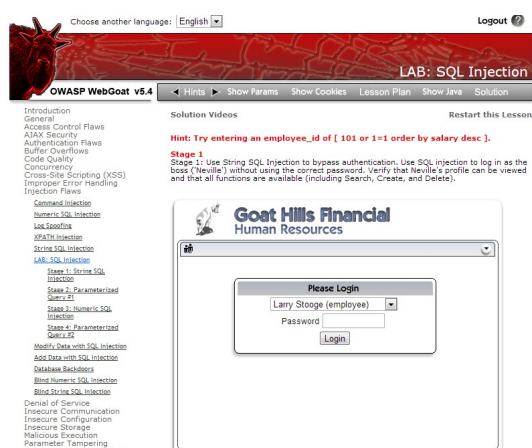 Choose another language: English
Logout ?
LAB: SQL Injection
OWASP WebGoat v5.4
Hints Show Params Show Cookies Lesson Plan Show Java Solution
Introduction
General
Access Control Flaws
AJAX Security
Authentication Flaws
Buffer Overflows
Code Quality
Concurrency
Cross-Site Scripting (XSS)
Improper Error Handling
Injection Flaws
Command Injection
Numeric SQL Injection
Log Spoofing
XPATH Injection
String SQL Injection
LAB: SQL Injection
Stage 1: String SQL
Injection
Stage 2: Parameterized
Query #1
Stage 3: Numeric SQL
Injection
Stage 4: Parameterized
Query #2
Modify Data with SQL Injection
Add Data with SQL Injection
Database Backdoors
Blind Numeric SQL Injection
Blind String SQL Injection
Denial of Service
Insecure Communication
Insecure Configuration
Insecure Storage
Malicious Execution
Parameter Tampering
Solution Videos
Restart this Lesson
Hint: Try entering an employee_id of [ 101 or 1=1 order by salary desc ].
Stage 1
Stage 1: Use String SQL Injection to bypass authentication. Use SQL injection to log in as the
boss ('Neville') without using the correct password. Verify that Neville's profile can be viewed
and that all functions are available (including Search, Create, and Delete).
Goat Hills Financial
Human Resources
Please Login
Larry Stooge (employee)
Password
Login